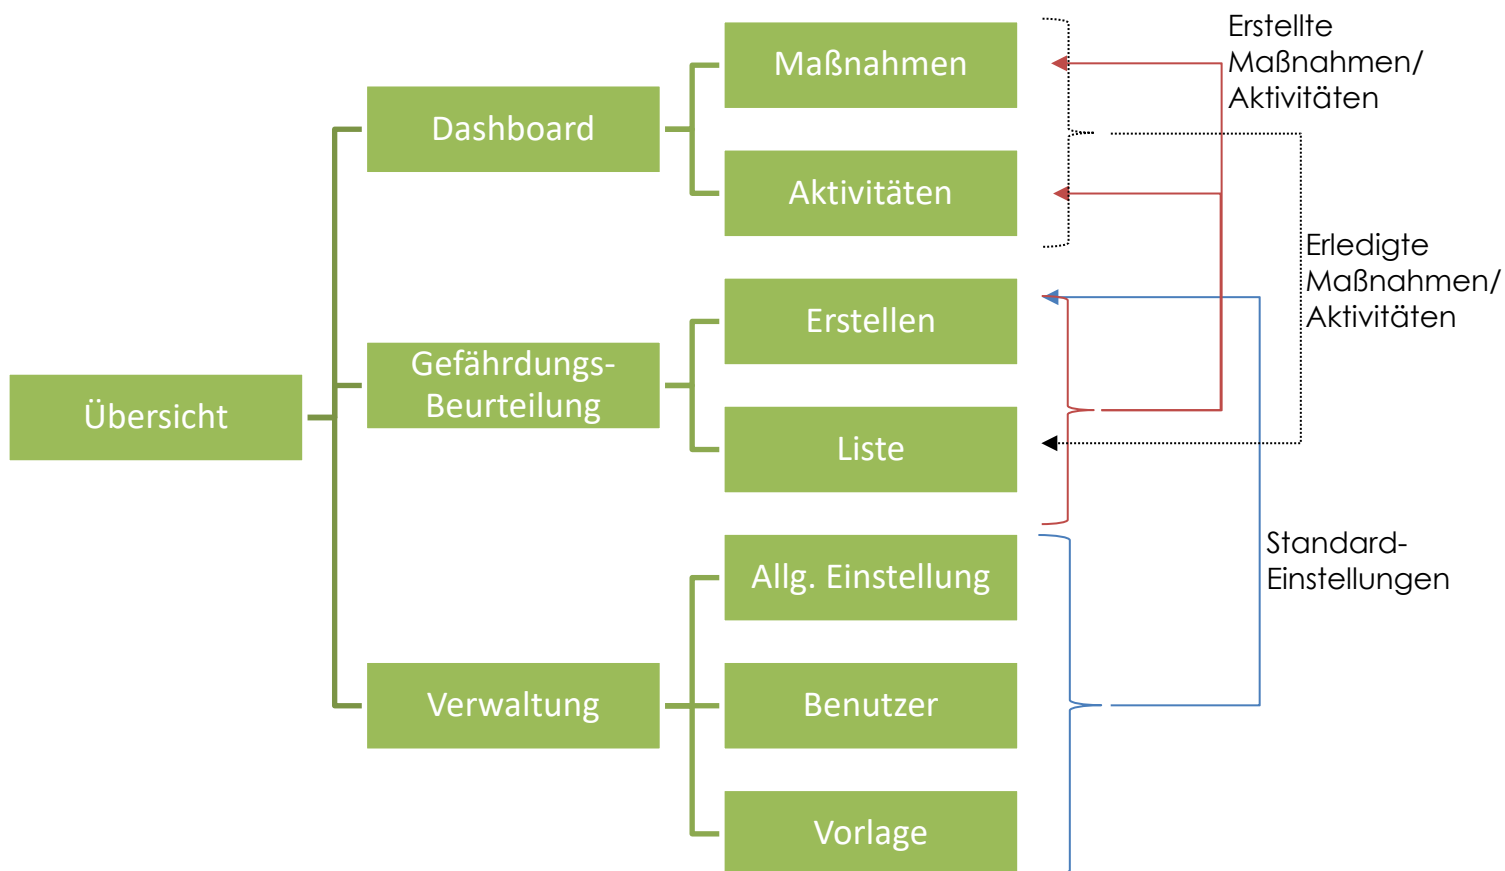 Übersicht
Dashboard
Maßnahmen
Aktivitäten
Gefährdungs-
Beurteilung
Erstellen
Liste
Verwaltung
Allg. Einstellung
Benutzer
Vorlage
Erstellte
Maßnahmen/
Aktivitäten
Erledigte
Maßnahmen/
Aktivitäten
Standard-
Einstellungen